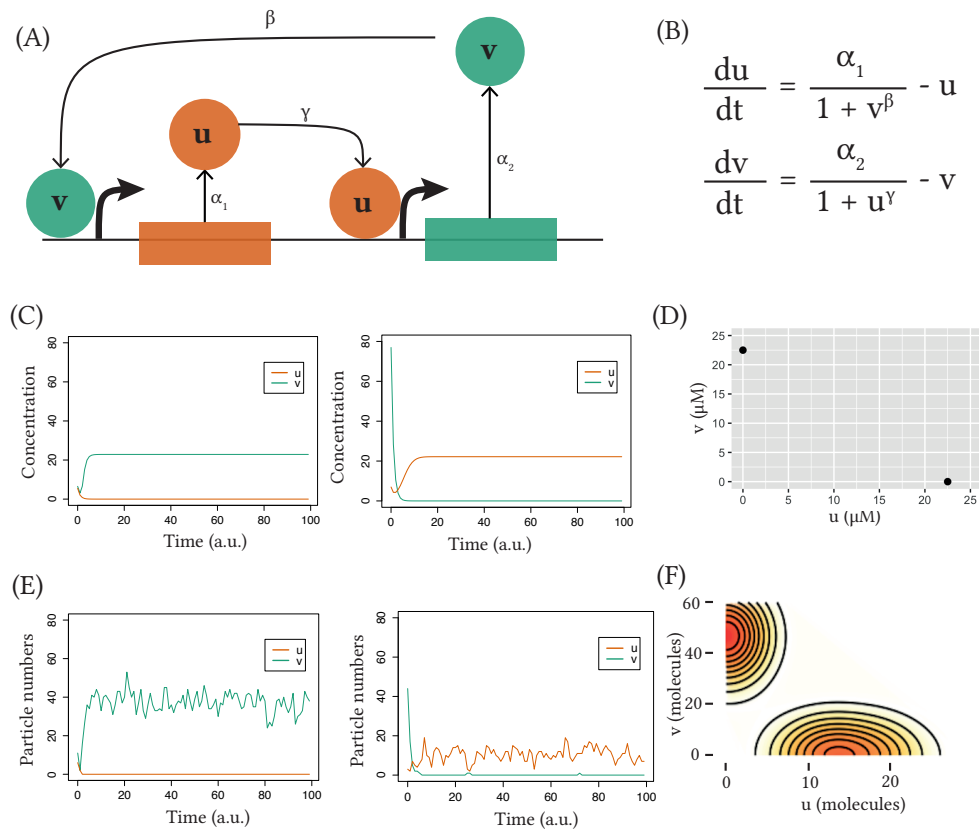 (A)
β
v
u
γ
v
u
α₁
α₂
(B)
du/dt = α₁/(1 + v^β) - u
dv/dt = α₂/(1 + u^γ) - v
(C)
Concentration
80
60
40
20
0
u
v
0 20 40 60 80 100
Time (a.u.)
Concentration
80
60
40
20
0
u
v
0 20 40 60 80 100
Time (a.u.)
(D)
v (μM)
25
20
15
10
5
0
0 5 10 15 20 25
u (μM)
(E)
Particle numbers
80
60
40
20
0
u
v
0 20 40 60 80 100
Time (a.u.)
Particle numbers
80
60
40
20
0
u
v
0 20 40 60 80 100
Time (a.u.)
(F)
v (molecules)
60
40
20
0
0 10 20
u (molecules)